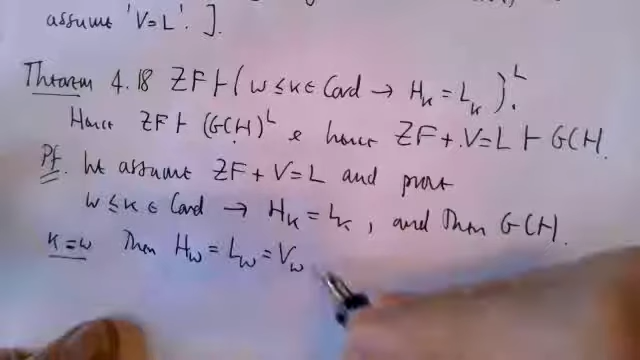 assume 'V=L'. ].
Theorem 4.18 ZF ⊢ (ω ≤ κ ∈ Card → H_κ = L_κ)^L.
Hence ZF ⊢ (GCH)^L & hence ZF + V=L ⊢ GCH.
Pf. We assume ZF + V=L and prove
ω ≤ κ ∈ Card → H_κ = L_κ, and then GCH.
κ=ω Then H_ω = L_ω = V_ω